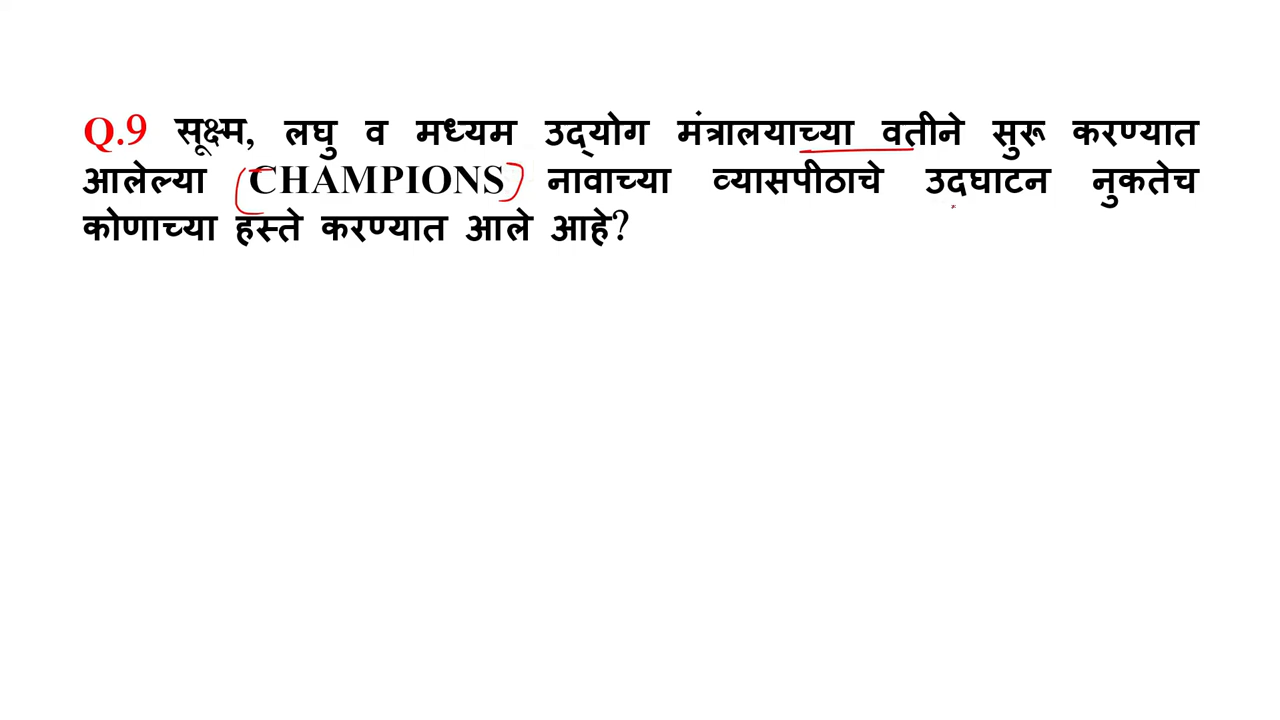 Q.9 सूक्ष्म, लघु व मध्यम उद्‌योग मंत्रालयाच्या वतीने सुरू करण्यात
आलेल्या CHAMPIONS नावाच्या व्यासपीठाचे उदघाटन नुकतेच
कोणाच्या हस्ते करण्यात आले आहे?